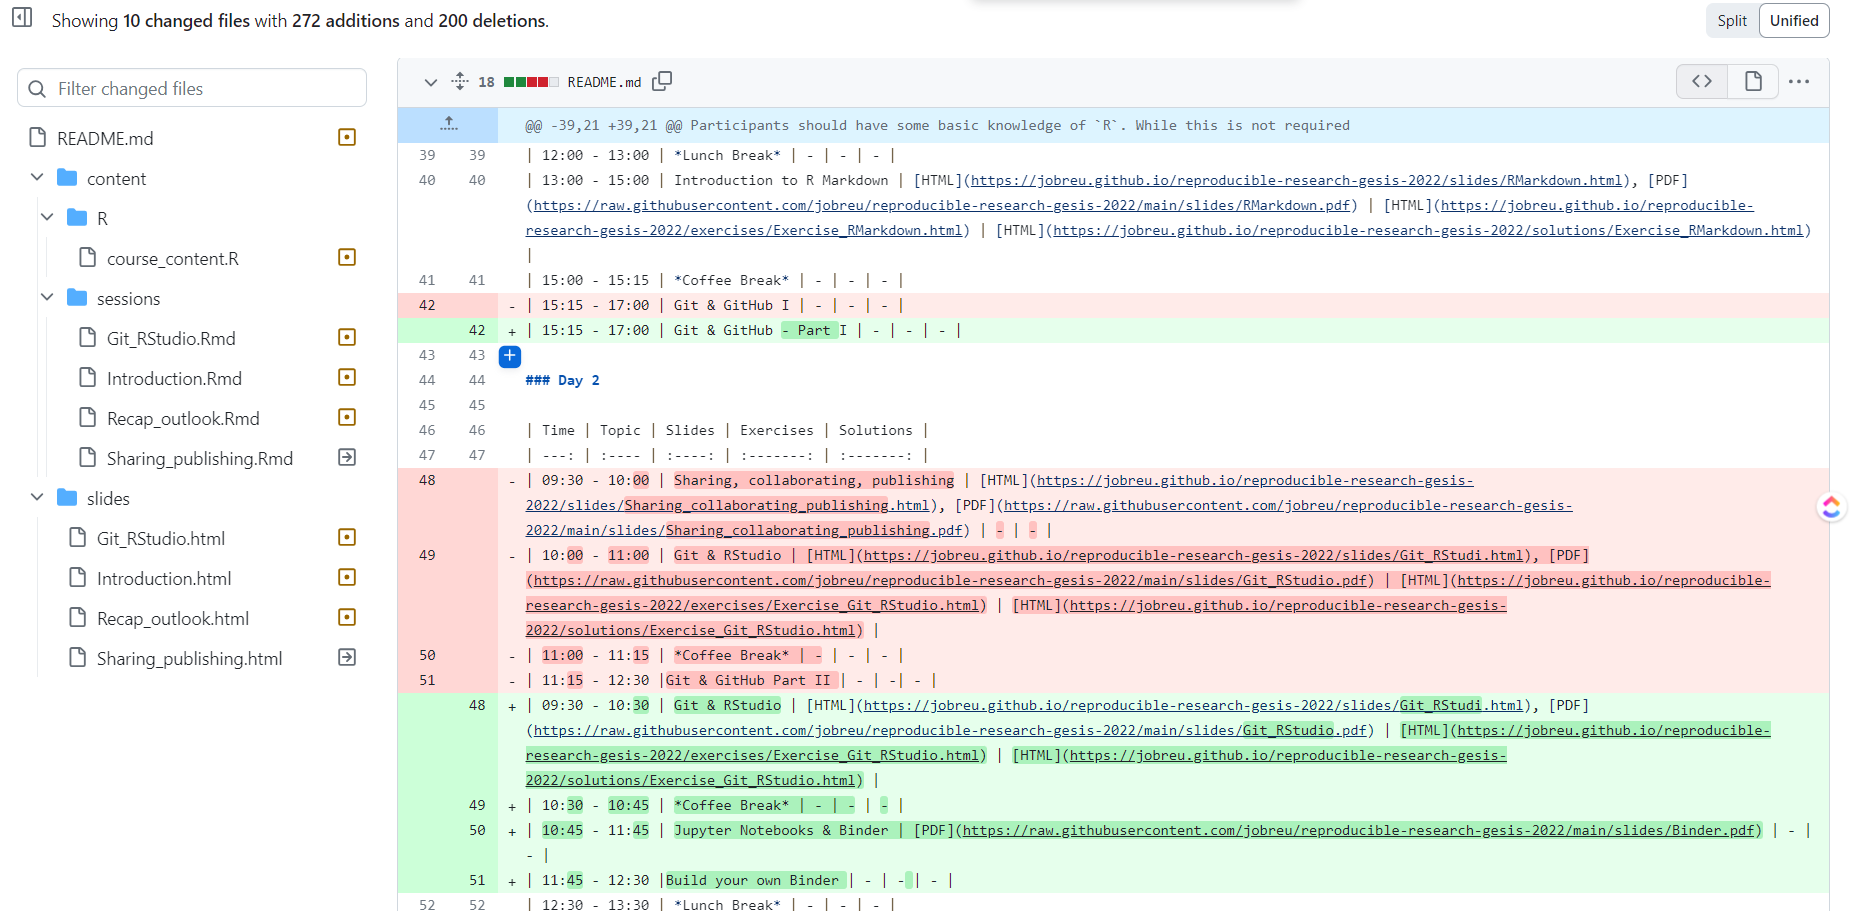 Showing 10 changed files with 272 additions and 200 deletions.
Split Unified
Filter changed files
README.md
content
R
course_content.R
sessions
Git_RStudio.Rmd
Introduction.Rmd
Recap_outlook.Rmd
Sharing_publishing.Rmd
slides
Git_RStudio.html
Introduction.html
Recap_outlook.html
Sharing_publishing.html
18 README.md
@@ -39,21 +39,21 @@ Participants should have some basic knowledge of `R`. While this is not required
39 39 | 12:00 - 13:00 | *Lunch Break* | - | - | - |
40 40 | 13:00 - 15:00 | Introduction to R Markdown | [HTML](https://jobreu.github.io/reproducible-research-gesis-2022/slides/RMarkdown.html), [PDF]
(https://raw.githubusercontent.com/jobreu/reproducible-research-gesis-2022/main/slides/RMarkdown.pdf) | [HTML](https://jobreu.github.io/reproducible-
research-gesis-2022/exercises/Exercise_RMarkdown.html) | [HTML](https://jobreu.github.io/reproducible-research-gesis-2022/solutions/Exercise_RMarkdown.html)
|
41 41 | 15:00 - 15:15 | *Coffee Break* | - | - | - |
42 - | 15:15 - 17:00 | Git & GitHub I | - | - | - |
42 + | 15:15 - 17:00 | Git & GitHub - Part I | - | - | - |
43 43 +
44 44 ### Day 2
45 45
46 46 | Time | Topic | Slides | Exercises | Solutions |
47 47 | ---: | :---- | :----: | :-------: | :-------: |
48 - | 09:30 - 10:00 | Sharing, collaborating, publishing | [HTML](https://jobreu.github.io/reproducible-research-gesis-
2022/slides/Sharing_collaborating_publishing.html), [PDF](https://raw.githubusercontent.com/jobreu/reproducible-research-gesis-
2022/main/slides/Sharing_collaborating_publishing.pdf) | - | - |
49 - | 10:00 - 11:00 | Git & RStudio | [HTML](https://jobreu.github.io/reproducible-research-gesis-2022/slides/Git_RStudi.html), [PDF]
(https://raw.githubusercontent.com/jobreu/reproducible-research-gesis-2022/main/slides/Git_RStudio.pdf) | [HTML](https://jobreu.github.io/reproducible-
research-gesis-2022/exercises/Exercise_Git_RStudio.html) | [HTML](https://jobreu.github.io/reproducible-research-gesis-
2022/solutions/Exercise_Git_RStudio.html) |
50 - | 11:00 - 11:15 | *Coffee Break* | - | - | - |
51 - | 11:15 - 12:30 |Git & GitHub Part II | - | -| - |
48 + | 09:30 - 10:30 | Git & RStudio | [HTML](https://jobreu.github.io/reproducible-research-gesis-2022/slides/Git_RStudi.html), [PDF]
(https://raw.githubusercontent.com/jobreu/reproducible-research-gesis-2022/main/slides/Git_RStudio.pdf) | [HTML](https://jobreu.github.io/reproducible-
research-gesis-2022/exercises/Exercise_Git_RStudio.html) | [HTML](https://jobreu.github.io/reproducible-research-gesis-
2022/solutions/Exercise_Git_RStudio.html) |
49 + | 10:30 - 10:45 | *Coffee Break* | - | - | - |
50 + | 10:45 - 11:45 | Jupyter Notebooks & Binder | [PDF](https://raw.githubusercontent.com/jobreu/reproducible-research-gesis-2022/main/slides/Binder.pdf) | - |
- |
51 + | 11:45 - 12:30 |Build your own Binder | - | - | - |
52 52 | 12:30 - 13:30 | *Lunch Break* | - | - | - |